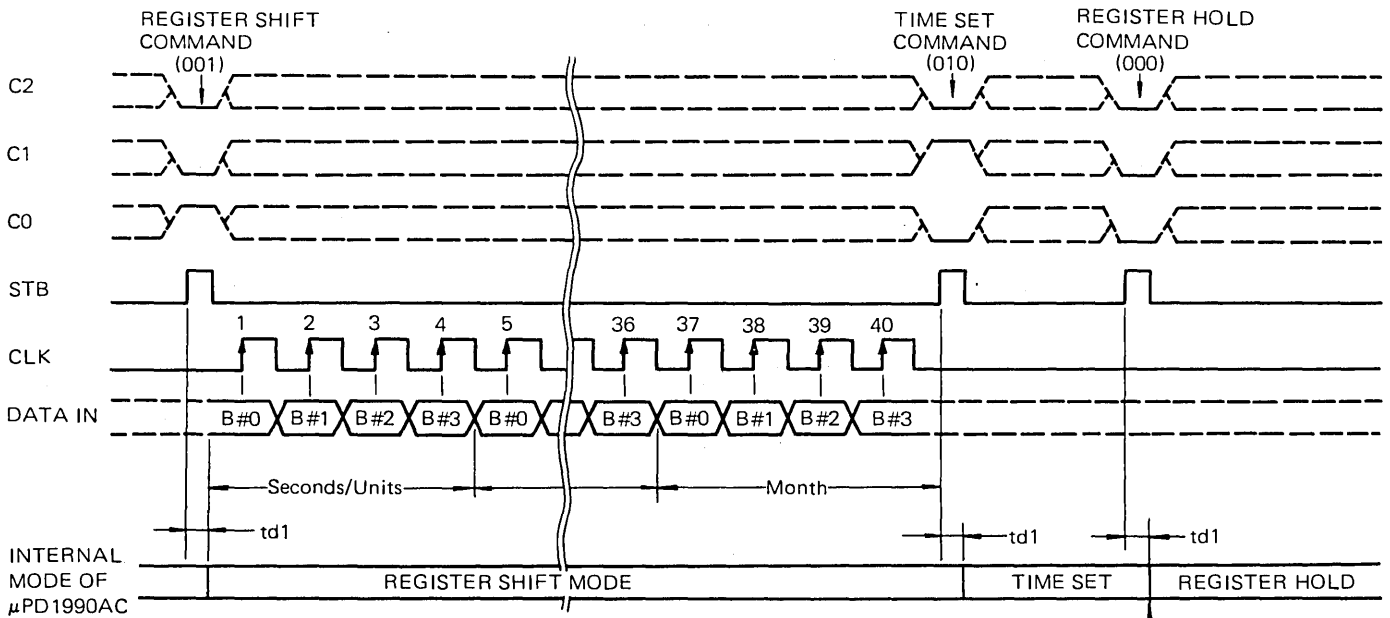 REGISTER SHIFT COMMAND (001)
TIME SET COMMAND (010)
REGISTER HOLD COMMAND (000)
C2
C1
C0
STB
1 2 3 4 5 36 37 38 39 40
CLK
DATA IN B#0 B#1 B#2 B#3 B#0 B#3 B#0 B#1 B#2 B#3
Seconds/Units Month
td1 td1 td1
INTERNAL MODE OF μPD1990AC
REGISTER SHIFT MODE TIME SET REGISTER HOLD